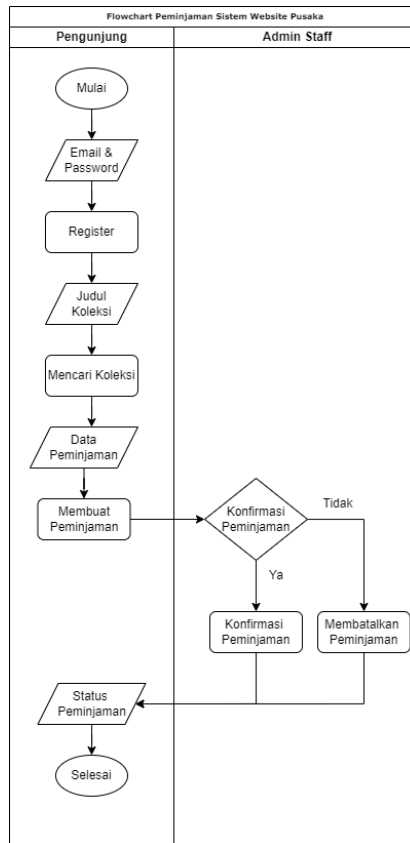 Flowchart Peminjaman Sistem Website Pusaka
Pengunjung
Admin Staff
Mulai
Email &
Password
Register
Judul
Koleksi
Mencari Koleksi
Data
Peminjaman
Membuat
Peminjaman
Konfirmasi
Peminjaman
Tidak
Ya
Konfirmasi
Peminjaman
Membatalkan
Peminjaman
Status
Peminjaman
Selesai